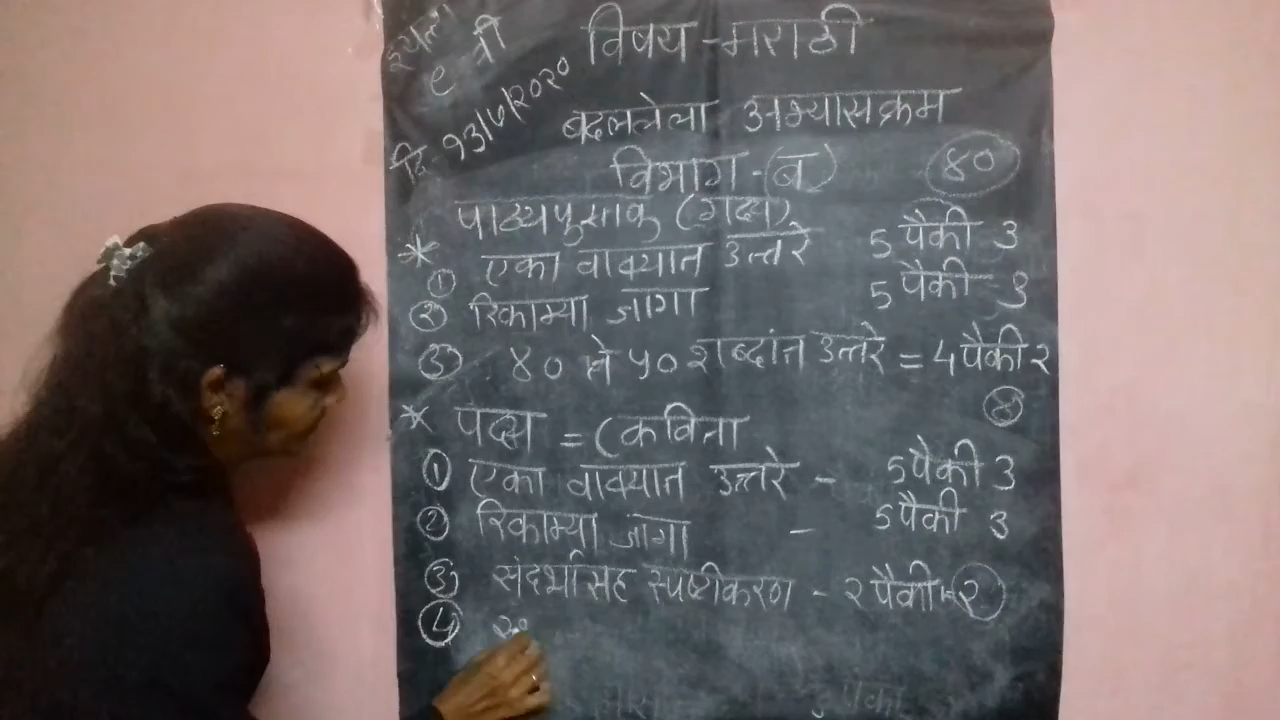 इयत्ता
९ वी
दि १३/७/२०२०
विषय - मराठी
बदललेला अभ्यासक्रम
विभाग - (ब) ४०
* पाठ्यपुस्तक (गद्य)
① एका वाक्यात उत्तरे 5 पैकी 3
② रिकाम्या जागा 5 पैकी - 3
③ ४० ते ५० शब्दांत उत्तरे = 4 पैकी २
④
* पद्य = (कविता
① एका वाक्यात उत्तरे - 5 पैकी 3
② रिकाम्या जागा - 5 पैकी 3
③ संदर्भासह स्पष्टीकरण - २ पैकी - २
④